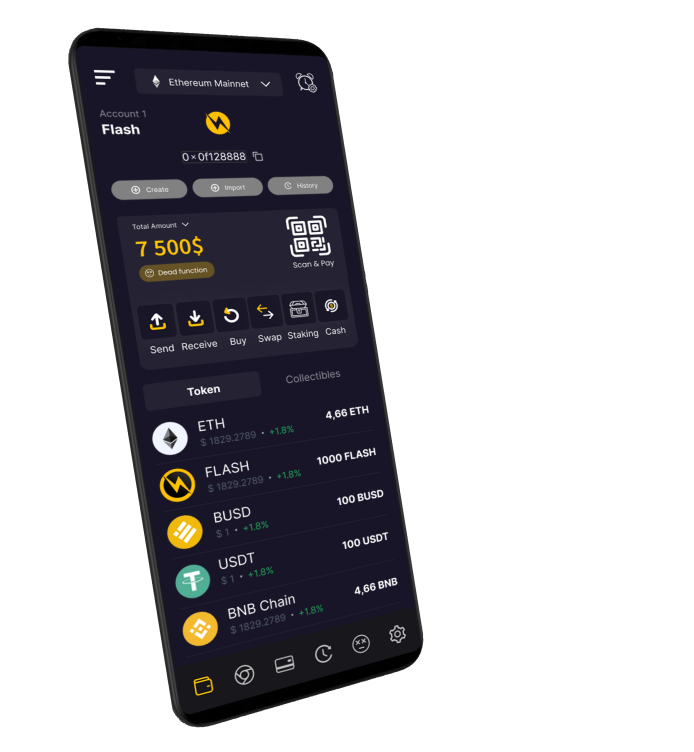 Ethereum Mainnet
Account 1
Flash
0×0f128888
Create
Import
History
Total Amount
7 500$
Dead function
Scan & Pay
Send
Receive
Buy
Swap
Staking
Cash
Token
Collectibles
ETH
4,66 ETH
$ 1829.2789 • +1.8%
FLASH
1000 FLASH
$ 1829.2789 • +1.8%
BUSD
100 BUSD
$ 1 • +1.8%
USDT
100 USDT
$ 1 • +1.8%
BNB Chain
4,66 BNB
$ 1829.2789 • +1.8%